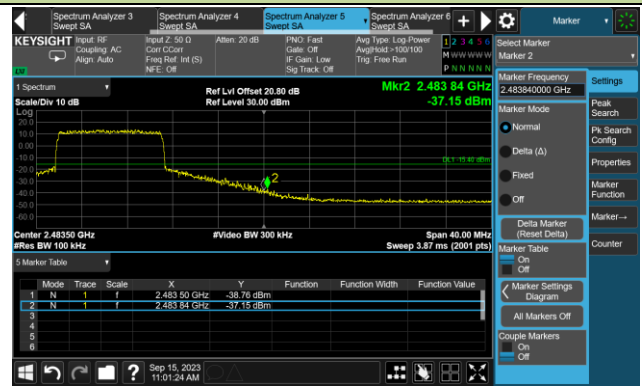 Spectrum Analyzer 3
Swept SA
Spectrum Analyzer 4
Swept SA
Spectrum Analyzer 5
Swept SA
Spectrum Analyzer 6
Swept SA
Marker
KEYSIGHT
Input: RF
Coupling: AC
Align: Auto
Input Z: 50 Ω
Corr CCorr
Freq Ref: Int (S)
NFE: Off
Atten: 20 dB
PNO: Fast
Gate: Off
IF Gain: Low
Sig Track: Off
Avg Type: Log-Power
Avg|Hold:>100/100
Trig: Free Run
1 2 3 4 5 6
M W W W W W
P N N N N N
LW
1 Spectrum
Scale/Div 10 dB
Ref Lvl Offset 20.80 dB
Ref Level 30.00 dBm
Mkr2 2.483 84 GHz
-37.15 dBm
Log
20.0
10.0
0.00
-10.0
-20.0
-30.0
-40.0
-50.0
-60.0
DL1 -15.40 dBm
2
Center 2.48350 GHz
#Res BW 100 kHz
#Video BW 300 kHz
Span 40.00 MHz
Sweep 3.87 ms (2001 pts)
5 Marker Table
Mode Trace Scale X Y Function Function Width Function Value
1 N 1 f 2.483 50 GHz -38.76 dBm
2 N 1 f 2.483 84 GHz -37.15 dBm
3
4
5
6
Select Marker
Marker 2
Marker Frequency
2.483840000 GHz
Marker Mode
Normal
Delta (Δ)
Fixed
Off
Delta Marker
(Reset Delta)
Marker Table
On
Off
Marker Settings
Diagram
All Markers Off
Couple Markers
On
Off
Settings
Peak
Search
Pk Search
Config
Properties
Marker
Function
Marker→
Counter
?
Sep 15, 2023
11:01:24 AM